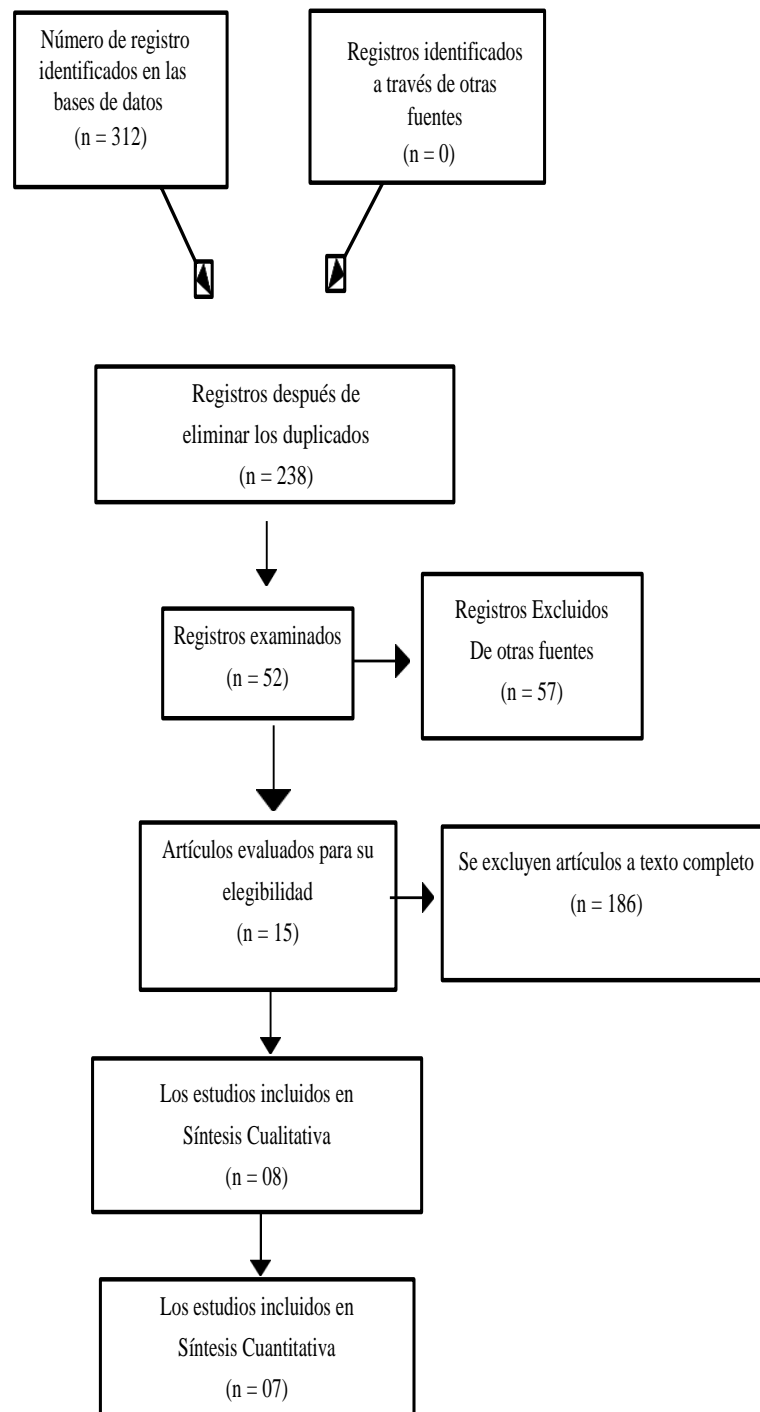 Número de registro
identificados en las
bases de datos
(n = 312)
Registros identificados
a través de otras
fuentes
(n = 0)
Registros después de
eliminar los duplicados
(n = 238)
Registros examinados
(n = 52)
Registros Excluidos
De otras fuentes
(n = 57)
Artículos evaluados para su
elegibilidad
(n = 15)
Se excluyen artículos a texto completo
(n = 186)
Los estudios incluidos en
Síntesis Cualitativa
(n = 08)
Los estudios incluidos en
Síntesis Cuantitativa
(n = 07)